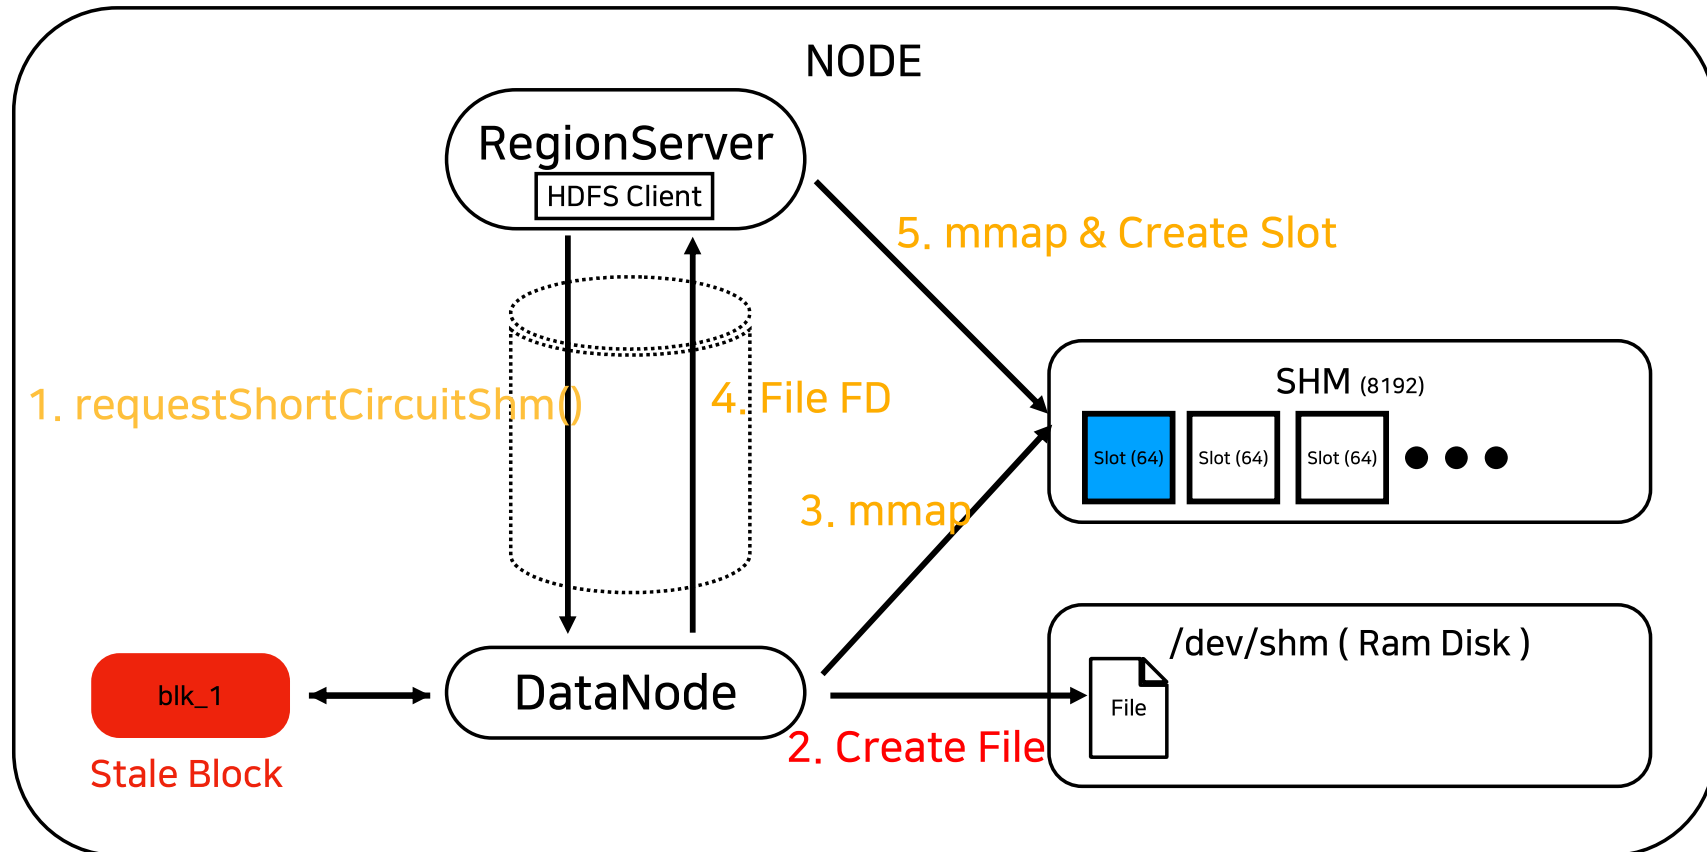 NODE
RegionServer
HDFS Client
5. mmap & Create Slot
1. requestShortCircuitShm()
4. File FD
SHM (8192)
Slot (64)
Slot (64)
Slot (64)
3. mmap
/dev/shm ( Ram Disk )
File
blk_1
DataNode
2. Create File
Stale Block